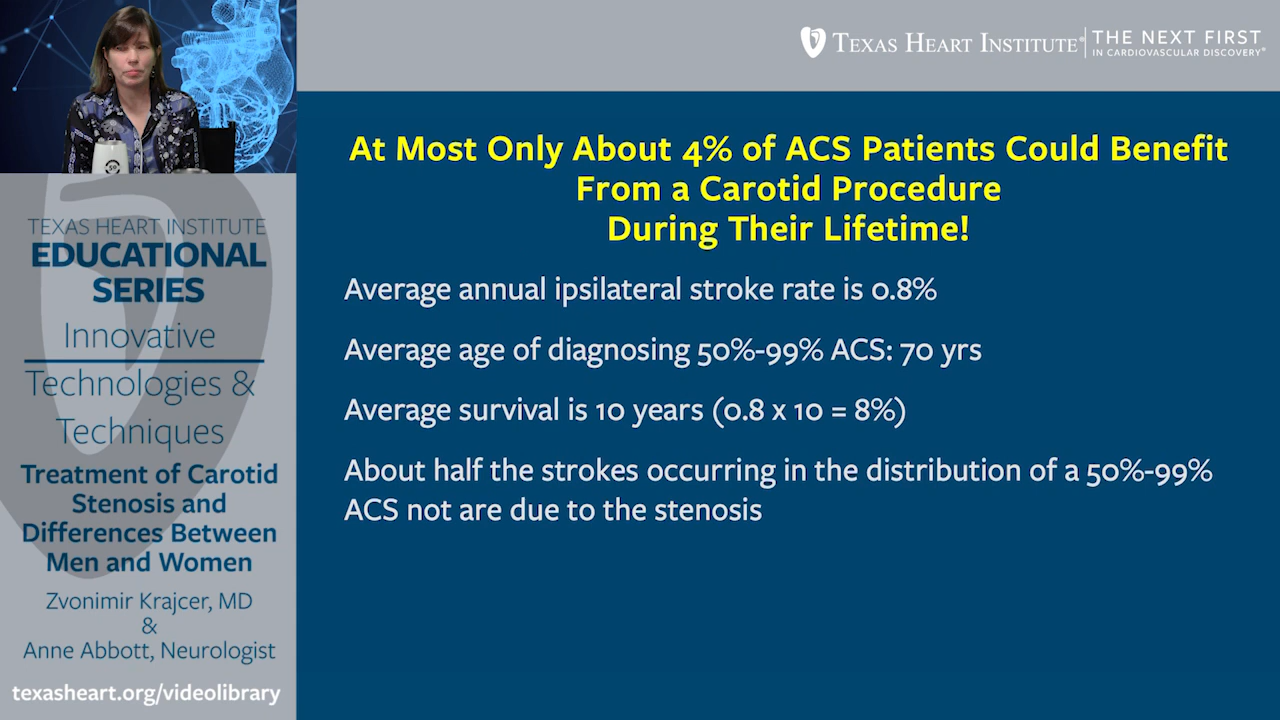 TEXAS HEART INSTITUTE® THE NEXT FIRST
IN CARDIOVASCULAR DISCOVERY®
TEXAS HEART INSTITUTE
EDUCATIONAL
SERIES
Innovative
Technologies &
Techniques
Treatment of Carotid
Stenosis and
Differences Between
Men and Women
Zvonimir Krajcer, MD
&
Anne Abbott, Neurologist
texasheart.org/videolibrary
At Most Only About 4% of ACS Patients Could Benefit
From a Carotid Procedure
During Their Lifetime!
Average annual ipsilateral stroke rate is 0.8%
Average age of diagnosing 50%-99% ACS: 70 yrs
Average survival is 10 years (0.8 x 10 = 8%)
About half the strokes occurring in the distribution of a 50%-99%
ACS not are due to the stenosis